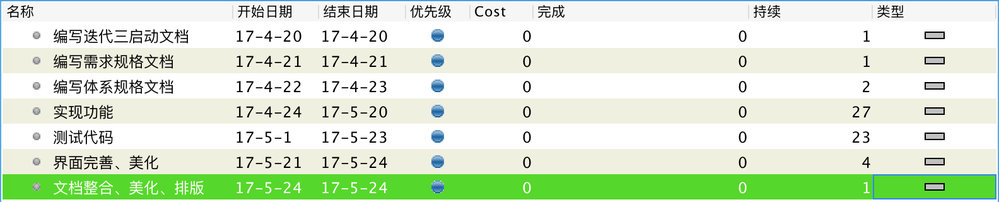 名称 开始日期 结束日期 优先级 Cost 完成 持续 类型
编写迭代三启动文档 17-4-20 17-4-20 0 0 1
编写需求规格文档 17-4-21 17-4-21 0 0 1
编写体系规格文档 17-4-22 17-4-23 0 0 2
实现功能 17-4-24 17-5-20 0 0 27
测试代码 17-5-1 17-5-23 0 0 23
界面完善、美化 17-5-21 17-5-24 0 0 4
文档整合、美化、排版 17-5-24 17-5-24 0 0 1